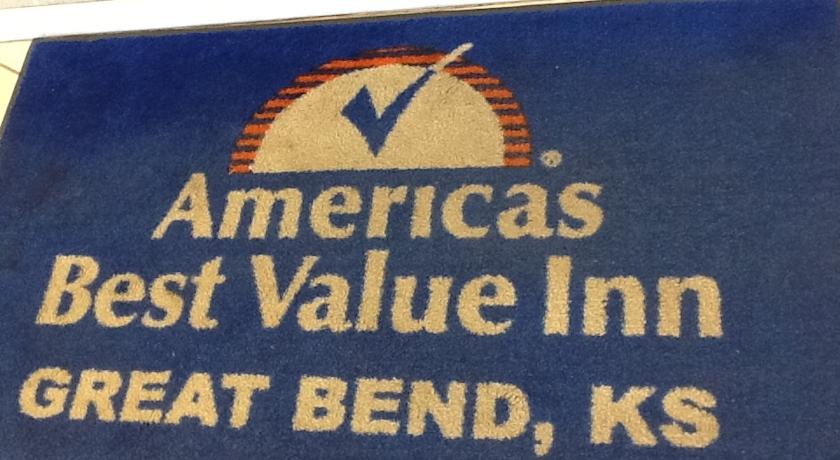 Americas
Best Value Inn
GREAT BEND, KS